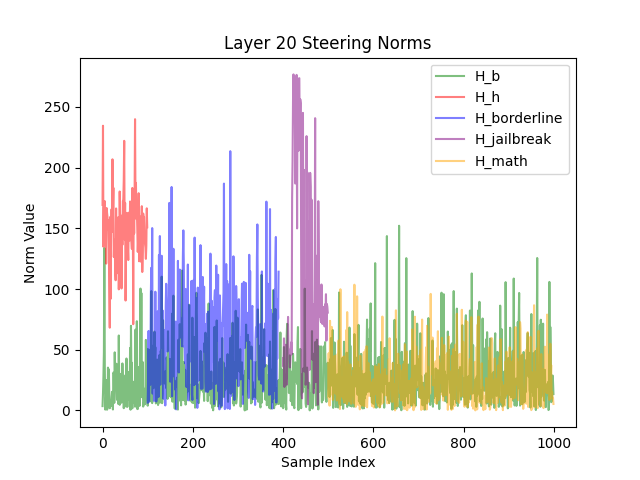 Layer 20 Steering Norms
H_b
H_h
H_borderline
H_jailbreak
H_math
Norm Value
250
200
150
100
50
0
0
200
400
600
800
1000
Sample Index